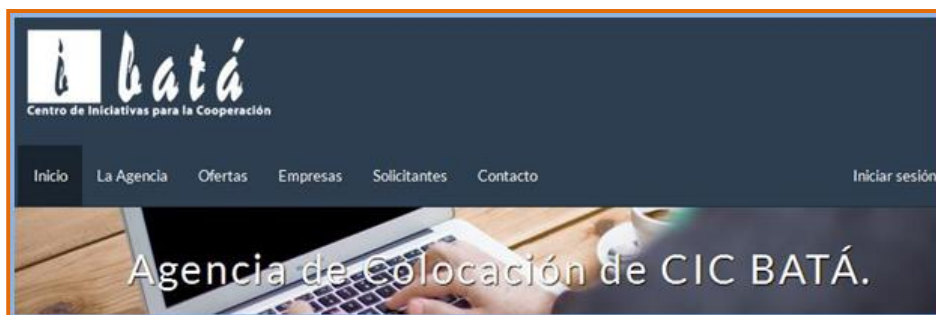 batá
Centro de Iniciativas para la Cooperación
Inicio La Agencia Ofertas Empresas Solicitantes Contacto Iniciar sesión
Agencia de Colocación de CIC BATÁ.